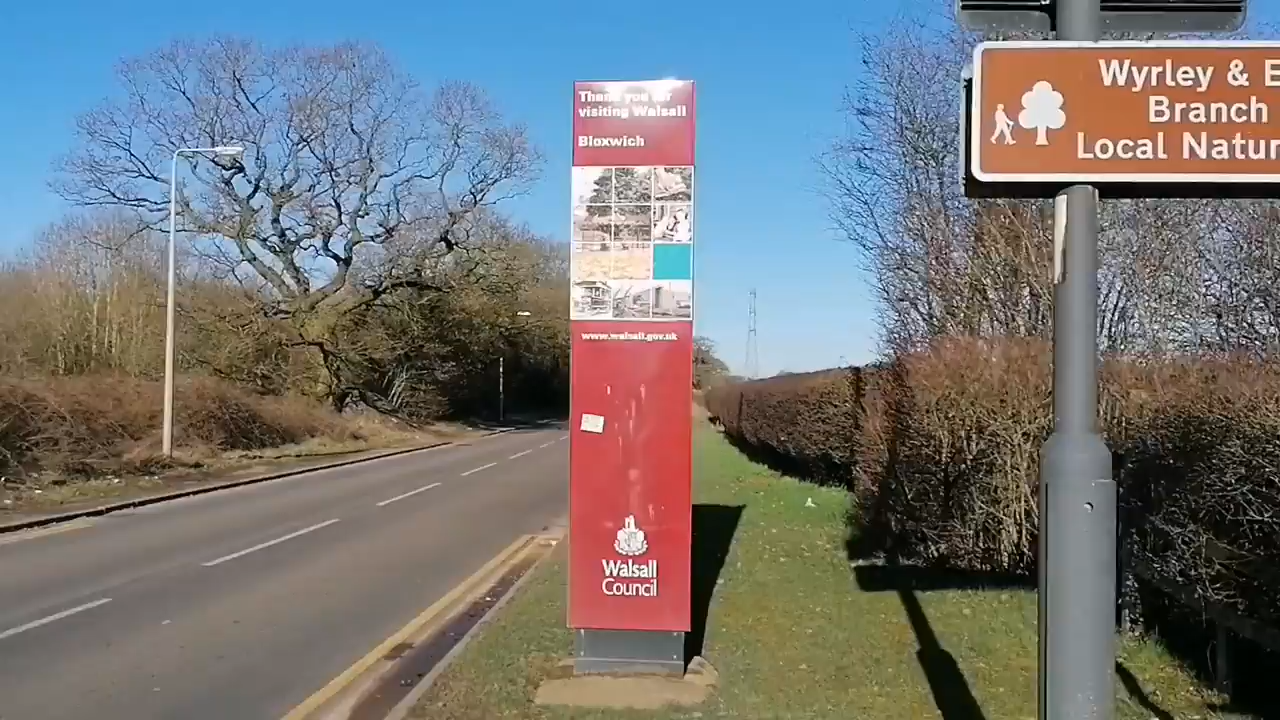 Thank you for
visiting Walsall
Bloxwich
www.walsall.gov.uk
Walsall
Council
Wyrley & E
Branch
Local Natur